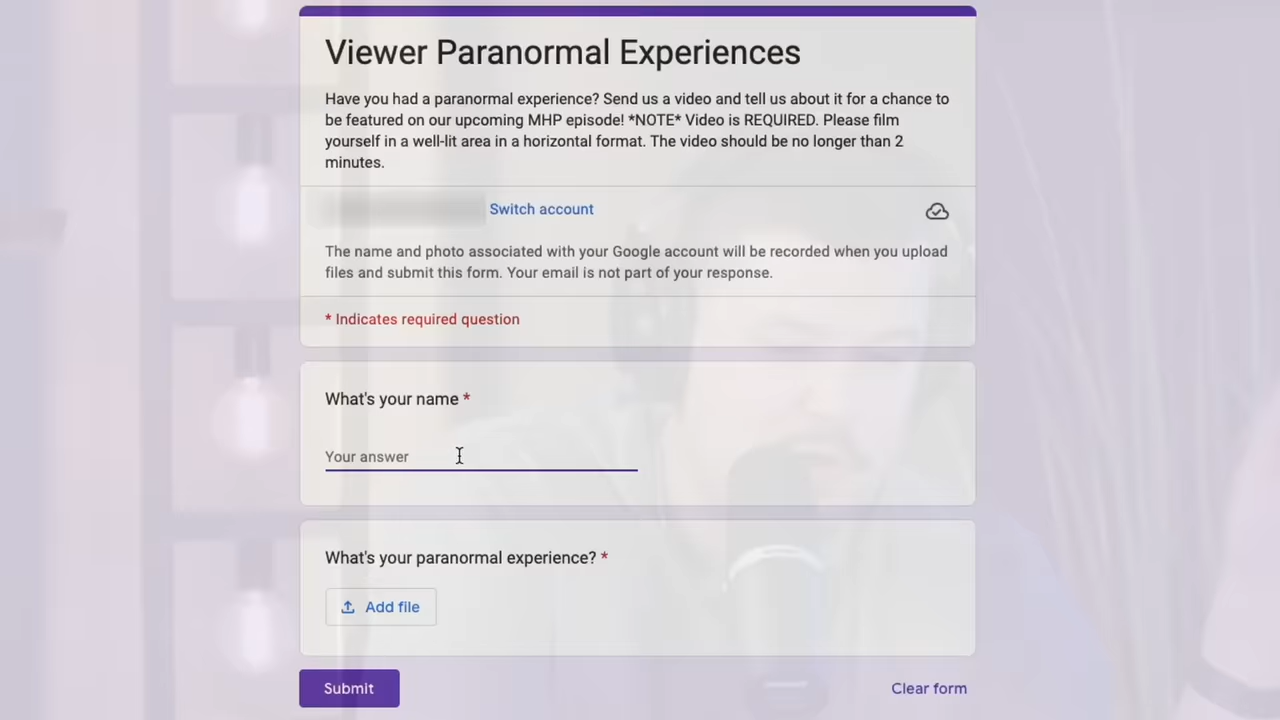 Viewer Paranormal Experiences
Have you had a paranormal experience? Send us a video and tell us about it for a chance to
be featured on our upcoming MHP episode! *NOTE* Video is REQUIRED. Please film
yourself in a well-lit area in a horizontal format. The video should be no longer than 2
minutes.
Switch account
The name and photo associated with your Google account will be recorded when you upload
files and submit this form. Your email is not part of your response.
* Indicates required question
What's your name *
Your answer
What's your paranormal experience? *
Add file
Submit
Clear form